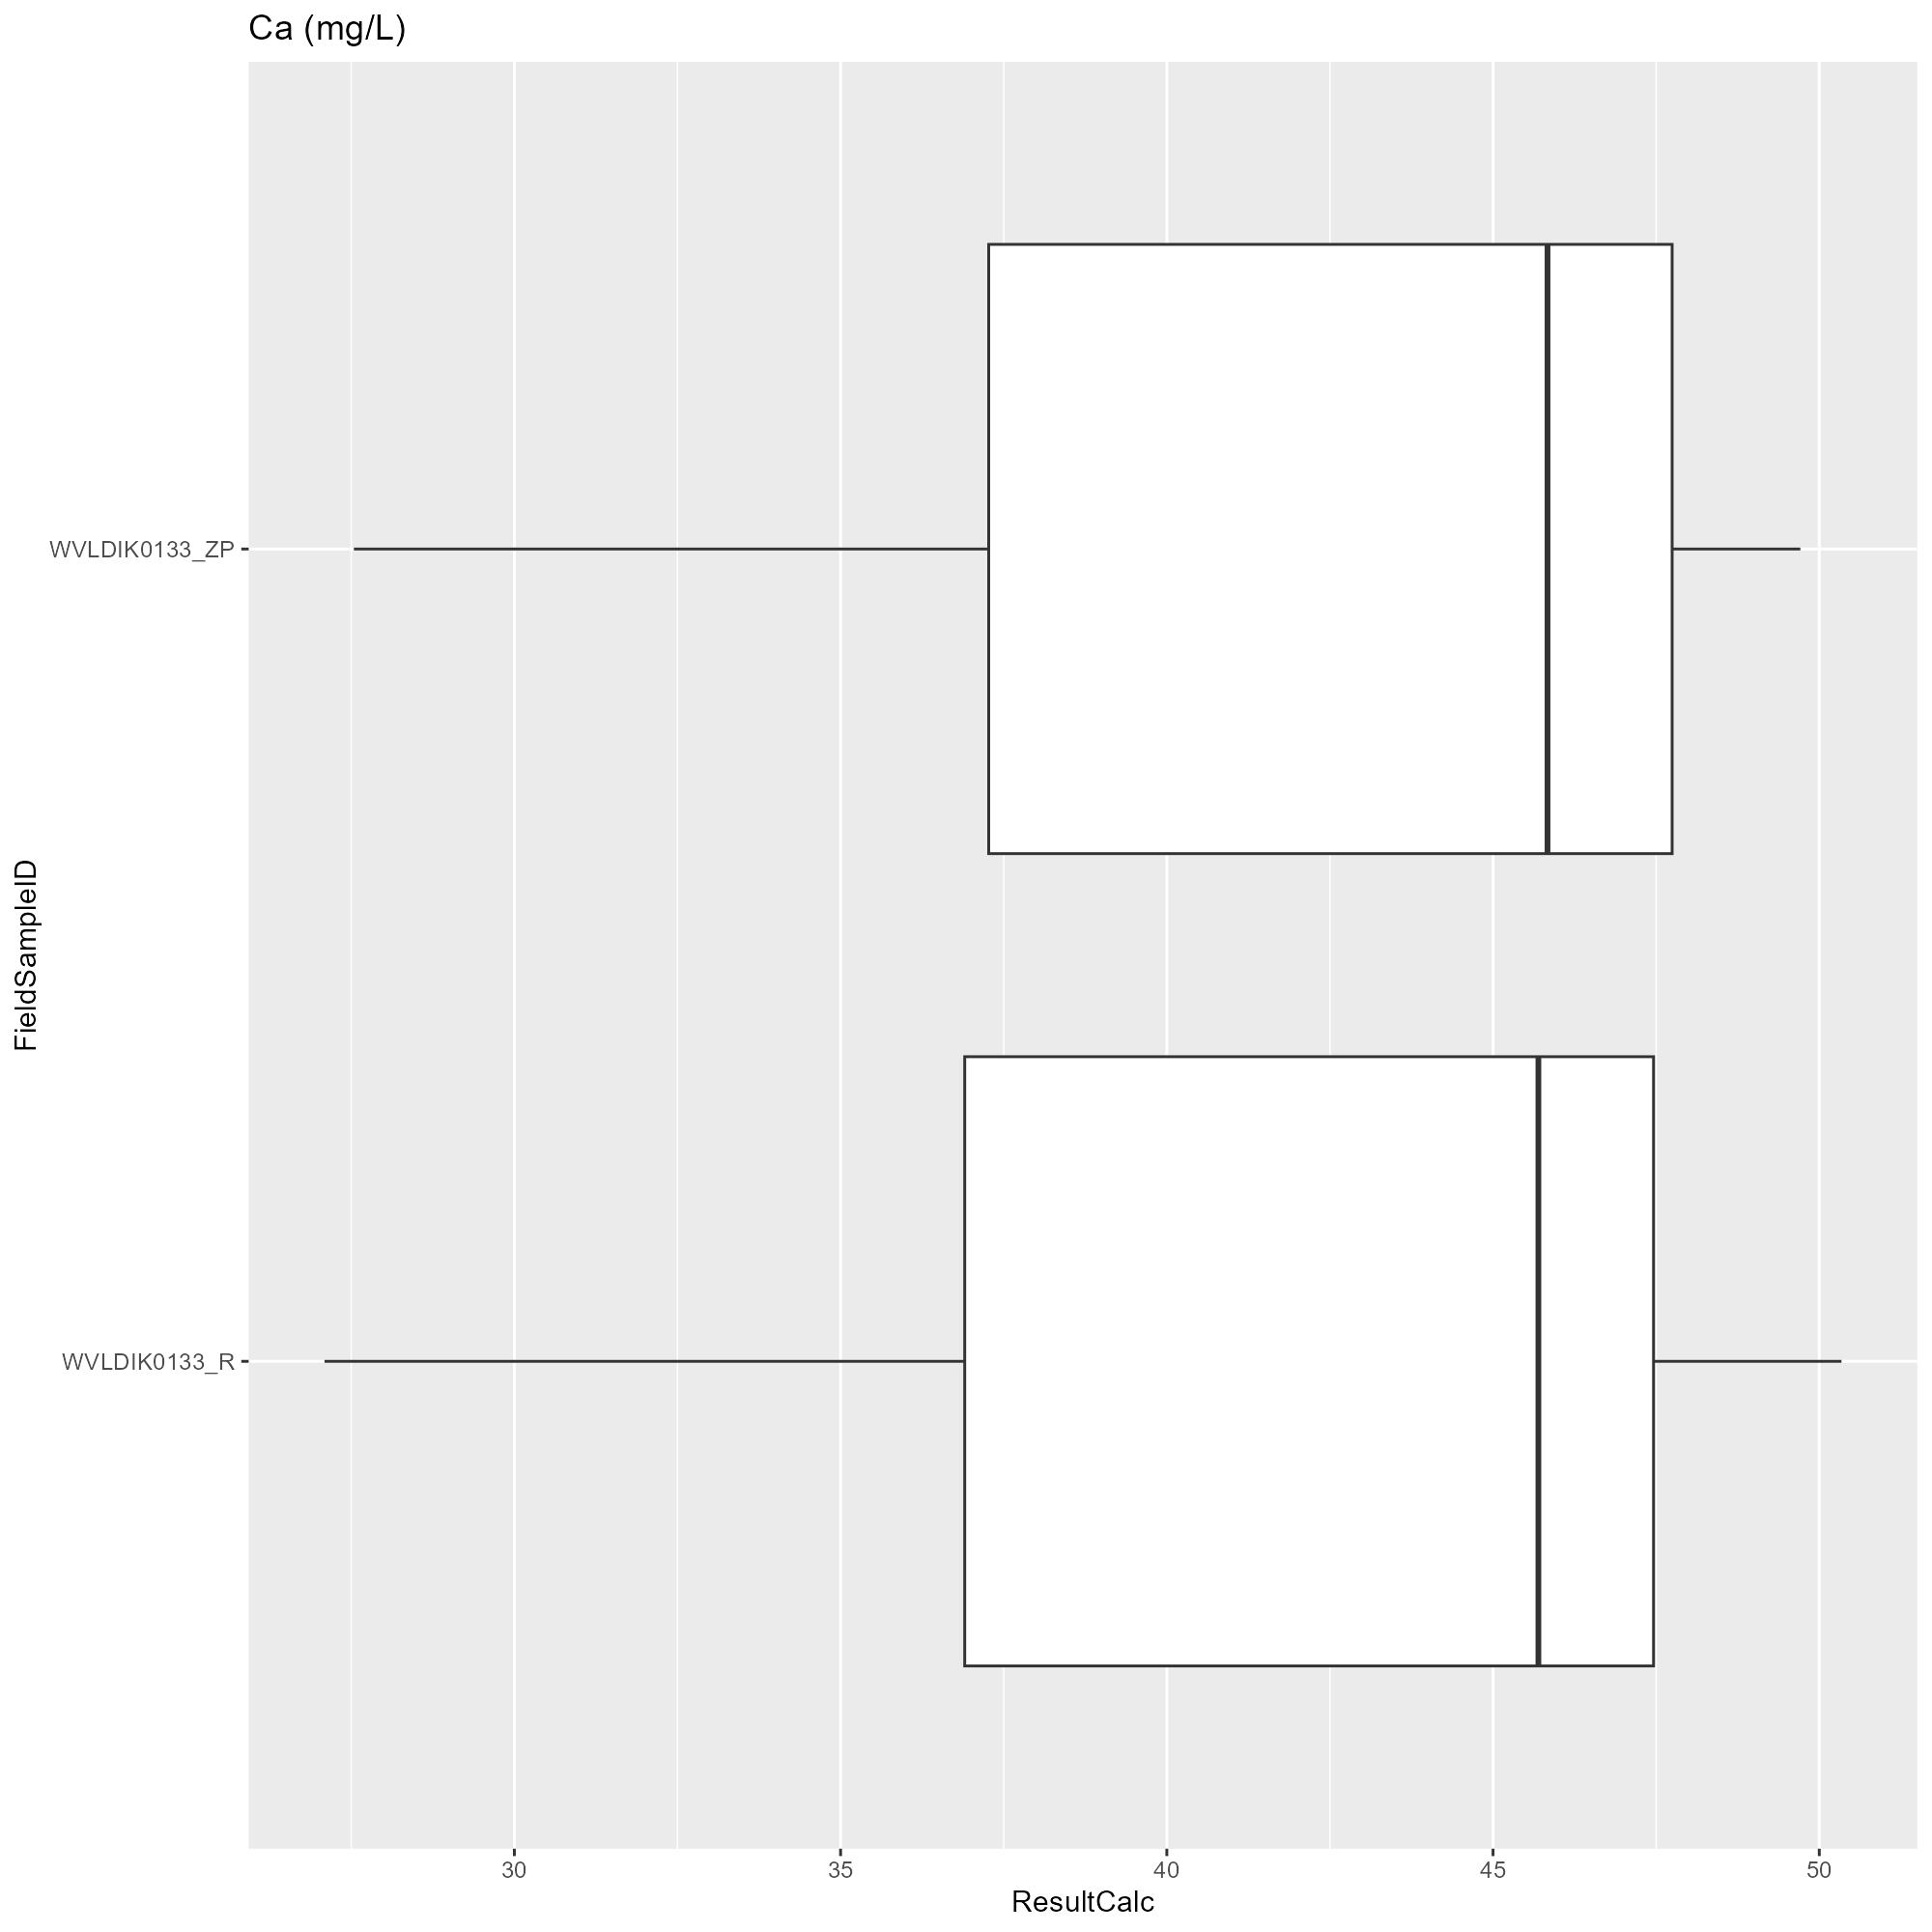 Ca (mg/L)
FieldSampleID
WVLDIK0133_ZP
WVLDIK0133_R
30 35 40 45 50
ResultCalc